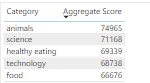 Category Aggregate Score
animals 74965
science 71168
healthy eating 69339
technology 68738
food 66676